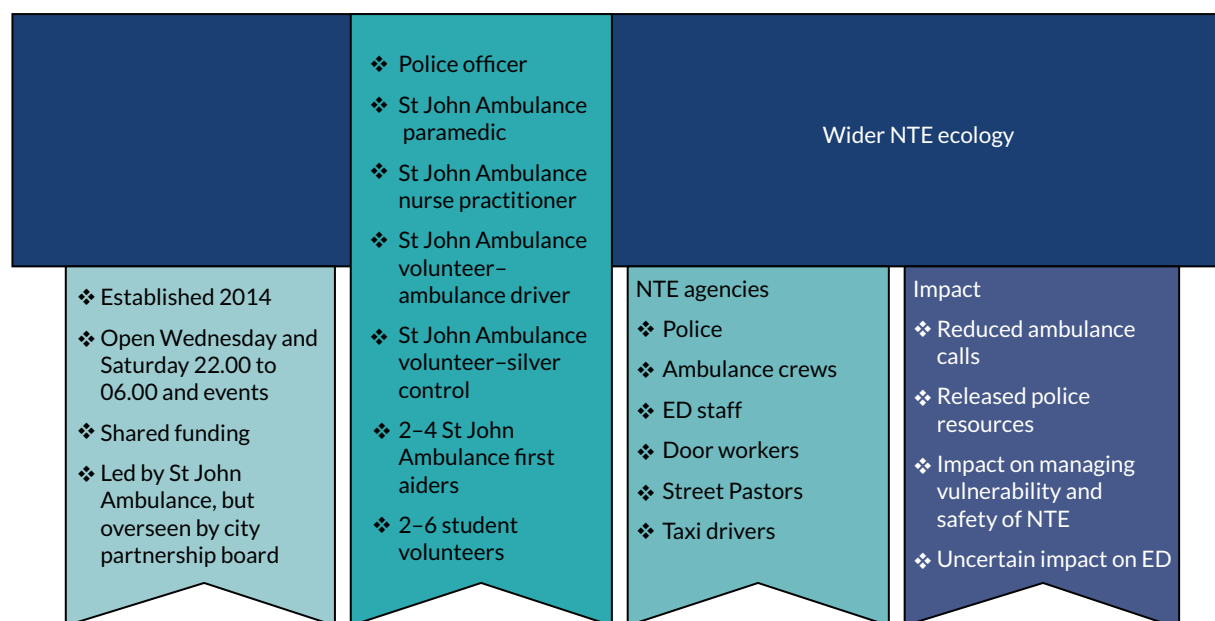 Wider NTE ecology
❖ Established 2014
❖ Open Wednesday and
Saturday 22.00 to
06.00 and events
❖ Shared funding
❖ Led by St John
Ambulance, but
overseen by city
partnership board
❖ Police officer
❖ St John Ambulance
paramedic
❖ St John Ambulance
nurse practitioner
❖ St John Ambulance
volunteer–
ambulance driver
❖ St John Ambulance
volunteer–silver
control
❖ 2–4 St John
Ambulance first
aiders
❖ 2–6 student
volunteers
NTE agencies
❖ Police
❖ Ambulance crews
❖ ED staff
❖ Door workers
❖ Street Pastors
❖ Taxi drivers
Impact
❖ Reduced ambulance
calls
❖ Released police
resources
❖ Impact on managing
vulnerability and
safety of NTE
❖ Uncertain impact on ED